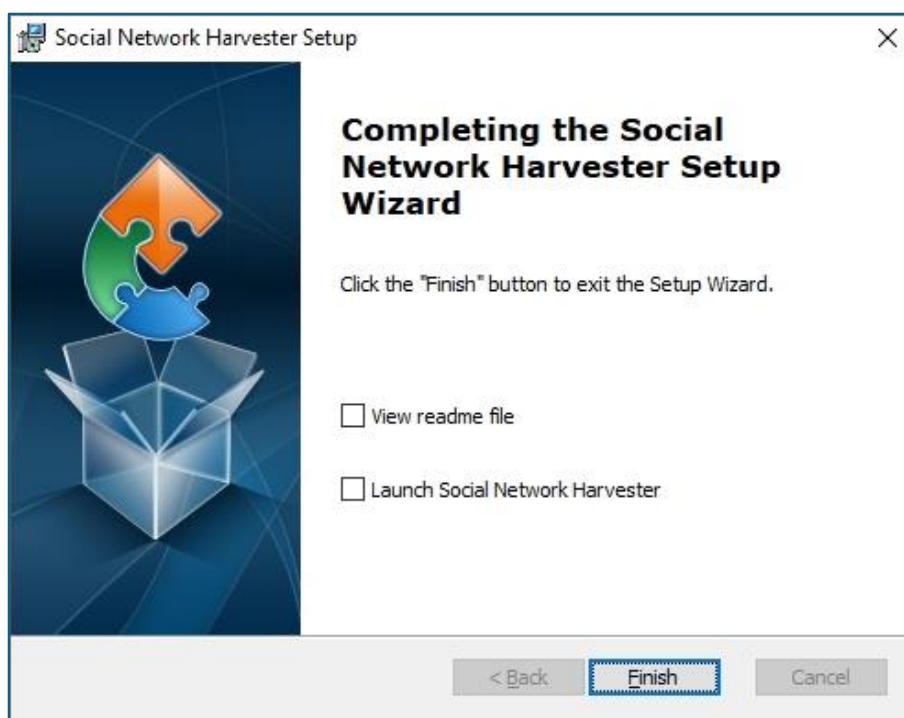 Social Network Harvester Setup
Completing the Social
Network Harvester Setup
Wizard
Click the "Finish" button to exit the Setup Wizard.
View readme file
Launch Social Network Harvester
< Back
Finish
Cancel